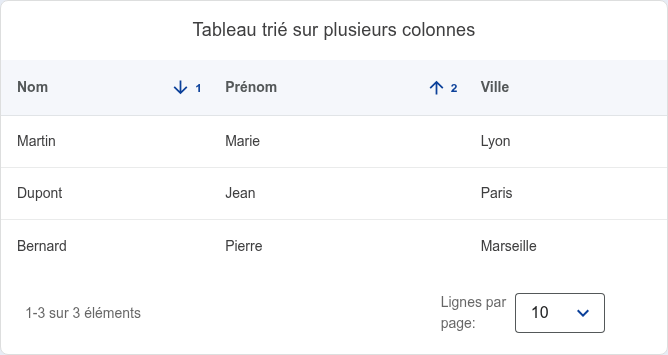 Tableau trié sur plusieurs colonnes
Nom 1 Prénom 2 Ville
Martin Marie Lyon
Dupont Jean Paris
Bernard Pierre Marseille
1-3 sur 3 éléments
Lignes par
page: 10